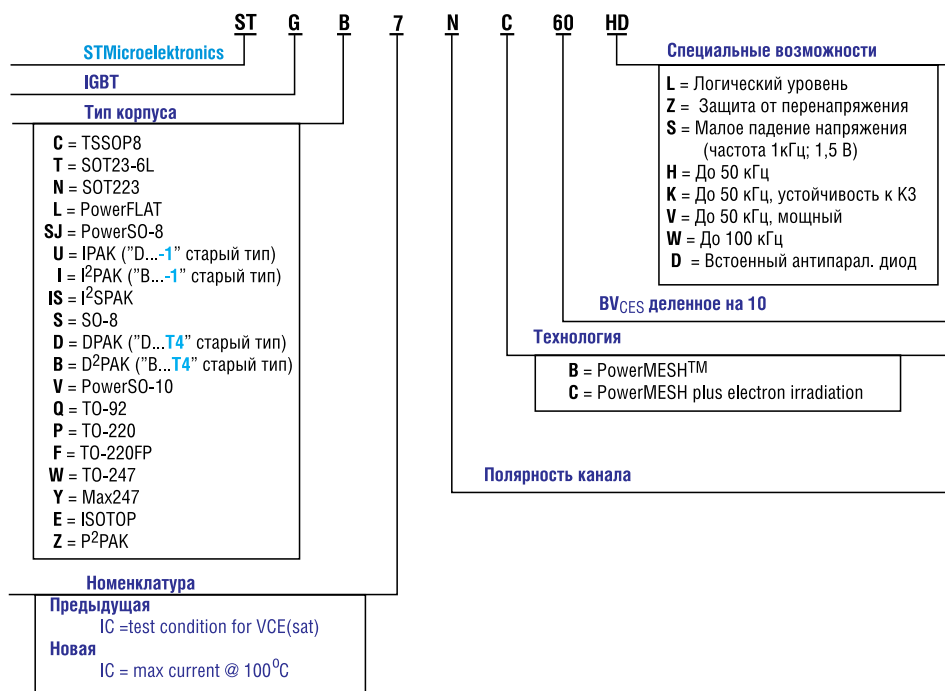 ST G B 7 N C 60 HD
STMicroelektronics
IGBT
Тип корпуса
C = TSSOP8
T = SOT23-6L
N = SOT223
L = PowerFLAT
SJ = PowerSO-8
U = IPAK ("D...-1" старый тип)
I = I²PAK ("B...-1" старый тип)
IS = I²SPAK
S = SO-8
D = DPAK ("D...T4" старый тип)
B = D²PAK ("B...T4" старый тип)
V = PowerSO-10
Q = TO-92
P = TO-220
F = TO-220FP
W = TO-247
Y = Max247
E = ISOTOP
Z = P²PAK
Номенклатура
Предыдущая
IC =test condition for VCE(sat)
Новая
IC = max current @ 100⁰C
Специальные возможности
L = Логический уровень
Z = Защита от перенапряжения
S = Малое падение напряжения
(частота 1кГц; 1,5 В)
H = До 50 кГц
K = До 50 кГц, устойчивость к КЗ
V = До 50 кГц, мощный
W = До 100 кГц
D = Встоенный антипарал. диод
BVCES деленное на 10
Технология
B = PowerMESH™
C = PowerMESH plus electron irradiation
Полярность канала